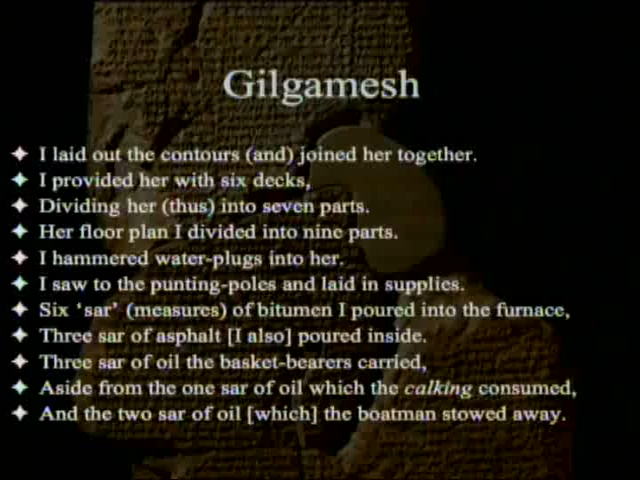 Gilgamesh
I laid out the contours (and) joined her together.
I provided her with six decks,
Dividing her (thus) into seven parts.
Her floor plan I divided into nine parts.
I hammered water-plugs into her.
I saw to the punting-poles and laid in supplies.
Six ‘sar’ (measures) of bitumen I poured into the furnace,
Three sar of asphalt [I also] poured inside.
Three sar of oil the basket-bearers carried,
Aside from the one sar of oil which the calking consumed,
And the two sar of oil [which] the boatman stowed away.